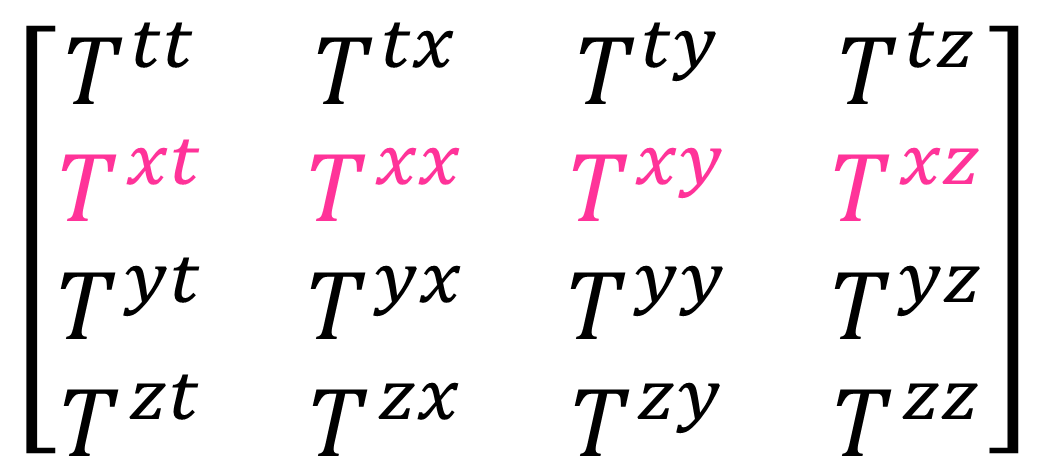 T^{tt} T^{tx} T^{ty} T^{tz}
T^{xt} T^{xx} T^{xy} T^{xz}
T^{yt} T^{yx} T^{yy} T^{yz}
T^{zt} T^{zx} T^{zy} T^{zz}